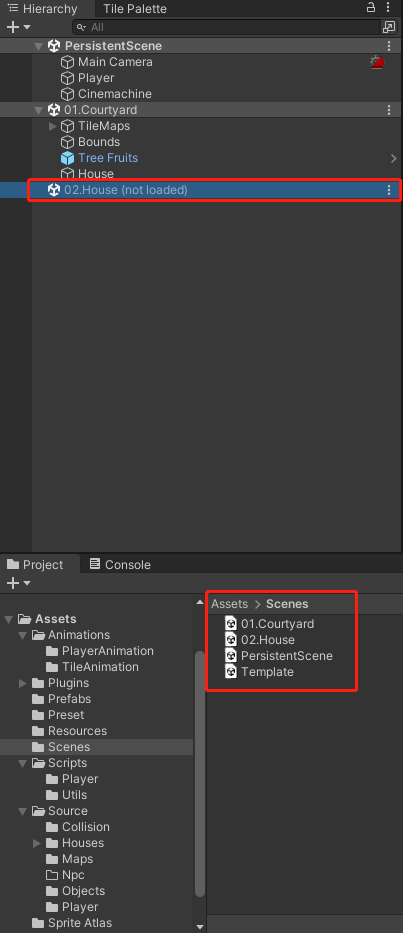 Hierarchy Tile Palette
All
PersistentScene
Main Camera
Player
Cinemachine
01.Courtyard
TileMaps
Bounds
Tree Fruits
House
02.House (not loaded)
Project Console
Assets
Animations
PlayerAnimation
TileAnimation
Plugins
Prefabs
Preset
Resources
Scenes
Scripts
Player
Utils
Source
Collision
Houses
Maps
Npc
Objects
Player
Sprite Atlas
Assets > Scenes
01.Courtyard
02.House
PersistentScene
Template